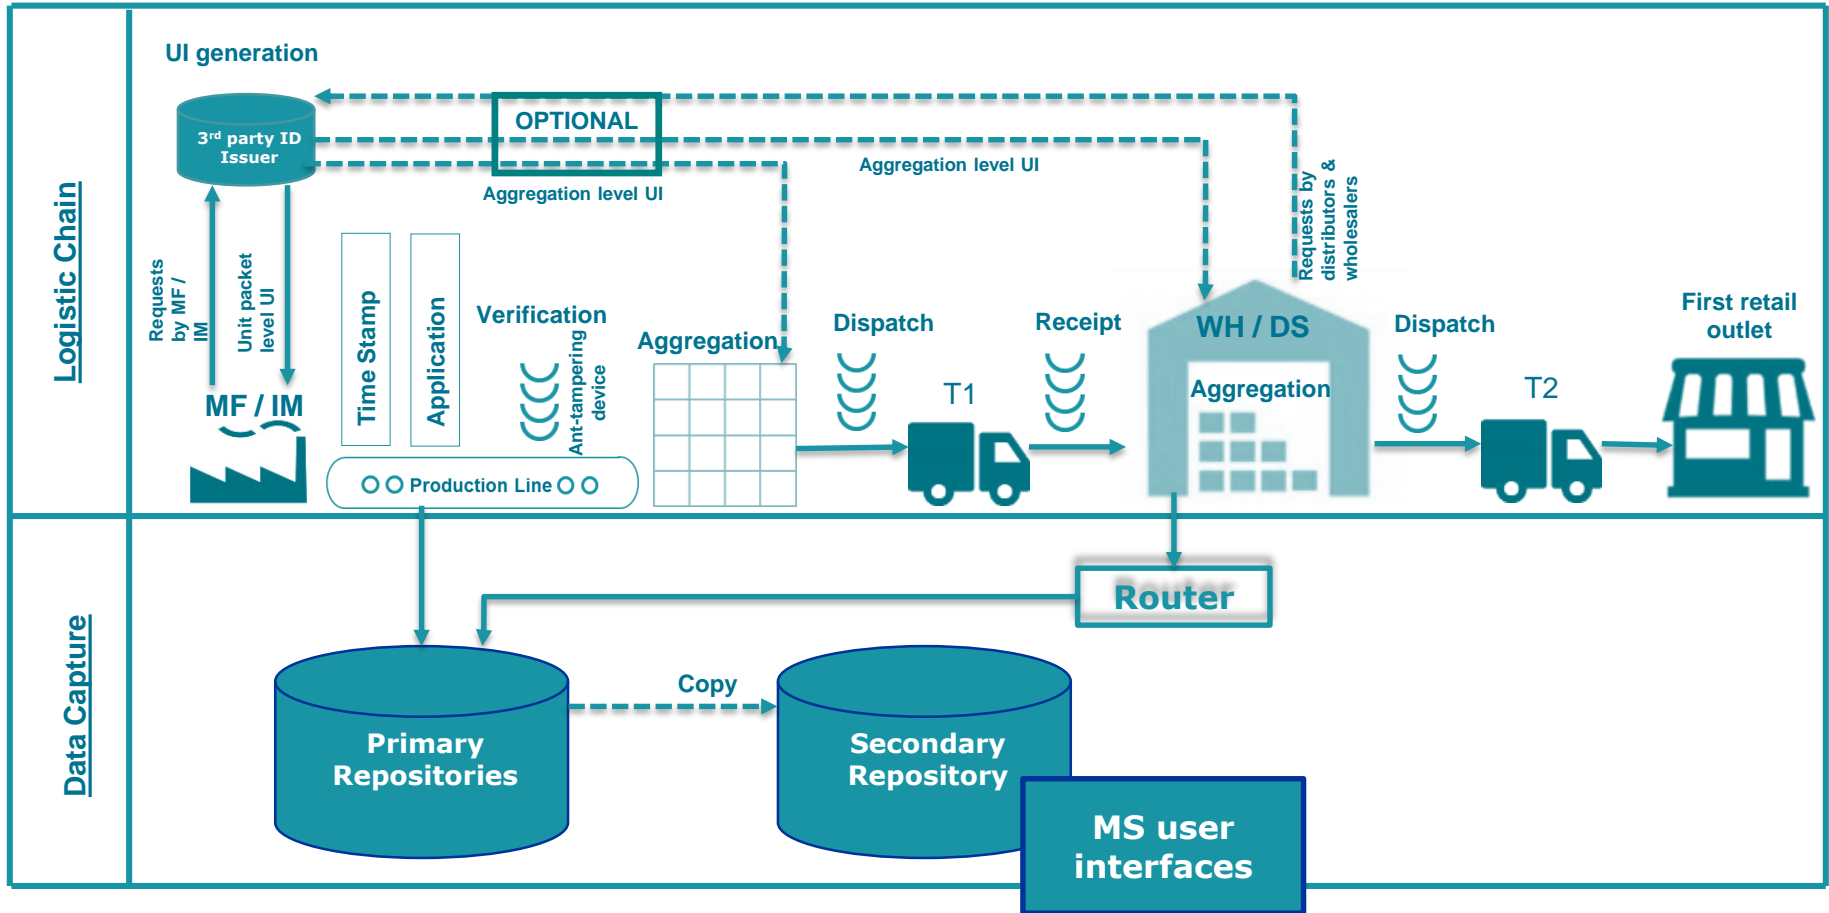 Logistic Chain
UI generation
3rd party ID
Issuer
OPTIONAL
Aggregation level UI
Aggregation level UI
Requests by
distributors &
wholesalers
Requests
by MF /
IM
Unit packet
level UI
MF / IM
Time Stamp
Application
Verification
Ant-tampering
device
Production Line
Aggregation
Dispatch
T1
Receipt
WH / DS
Aggregation
Dispatch
T2
First retail
outlet
Data Capture
Router
Primary
Repositories
Copy
Secondary
Repository
MS user
interfaces